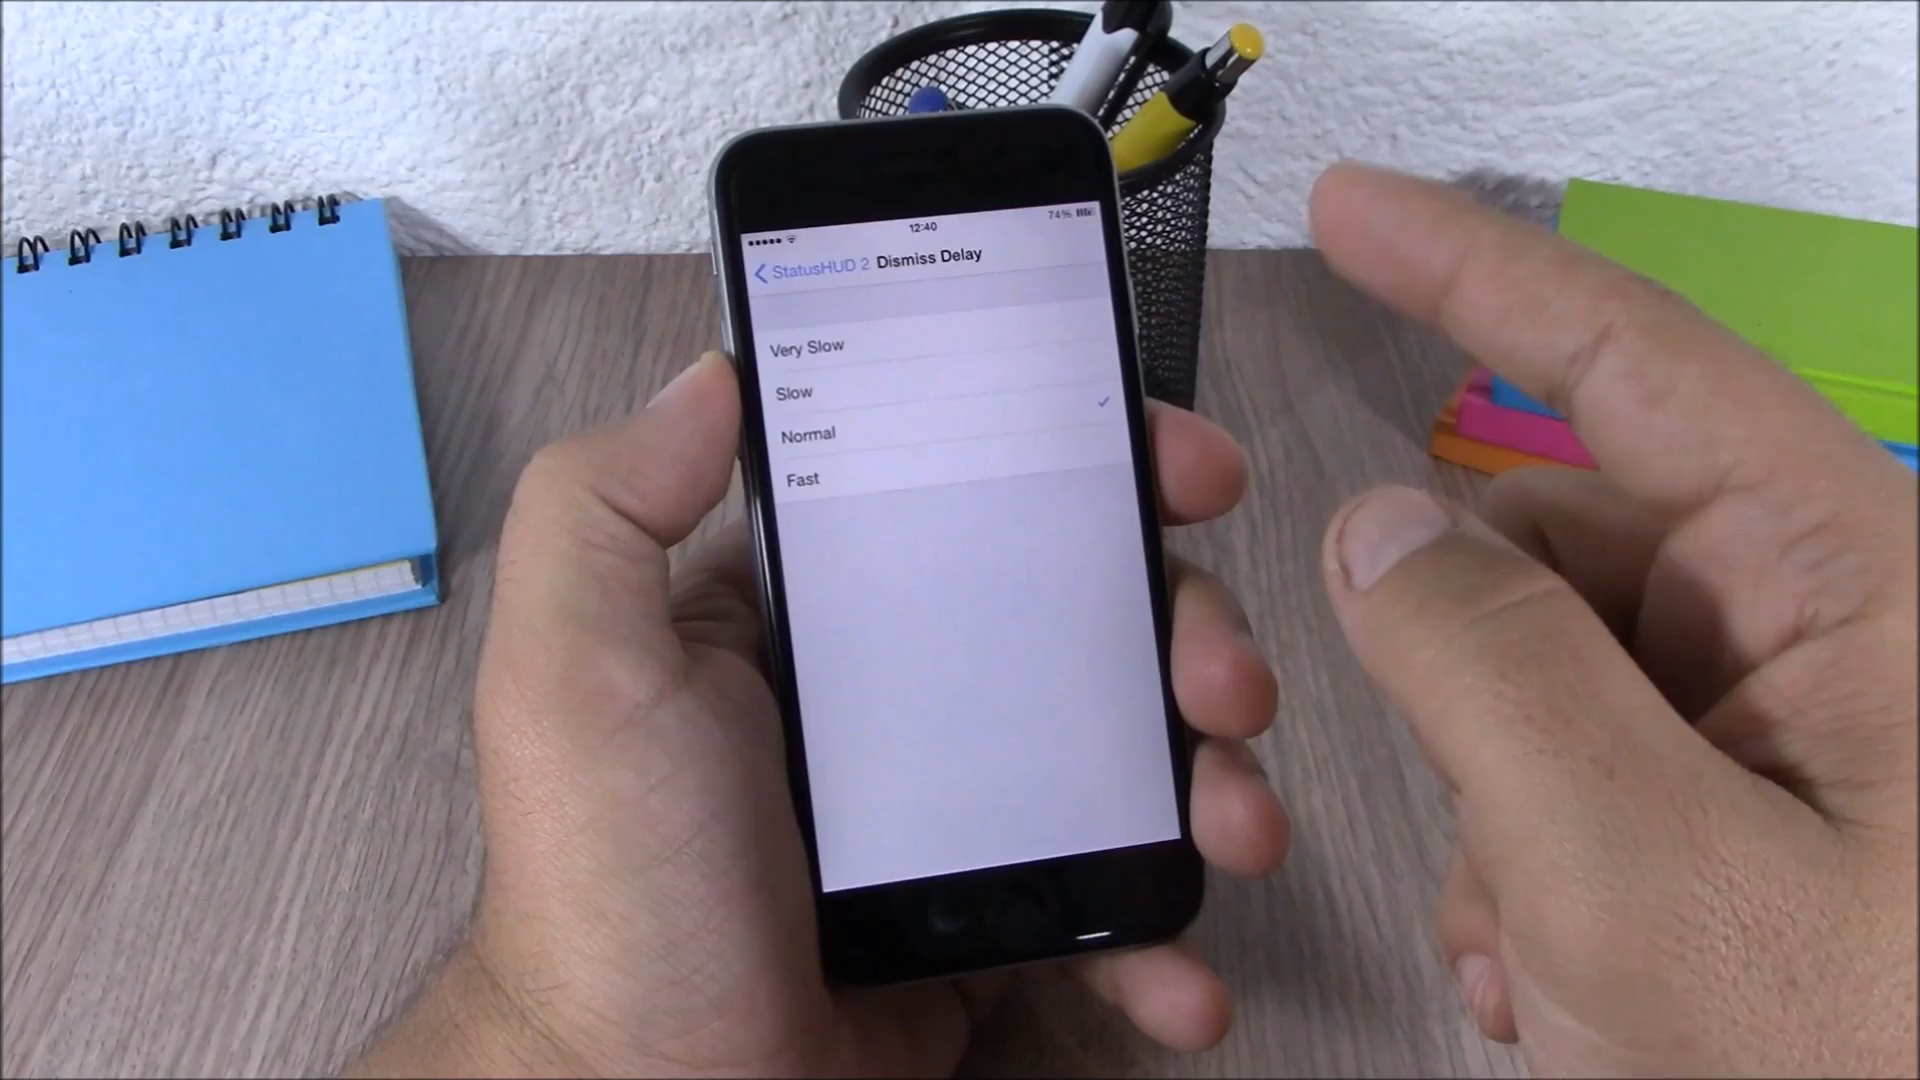 12:40
74%
StatusHUD 2 Dismiss Delay
Very Slow
Slow
Normal
Fast